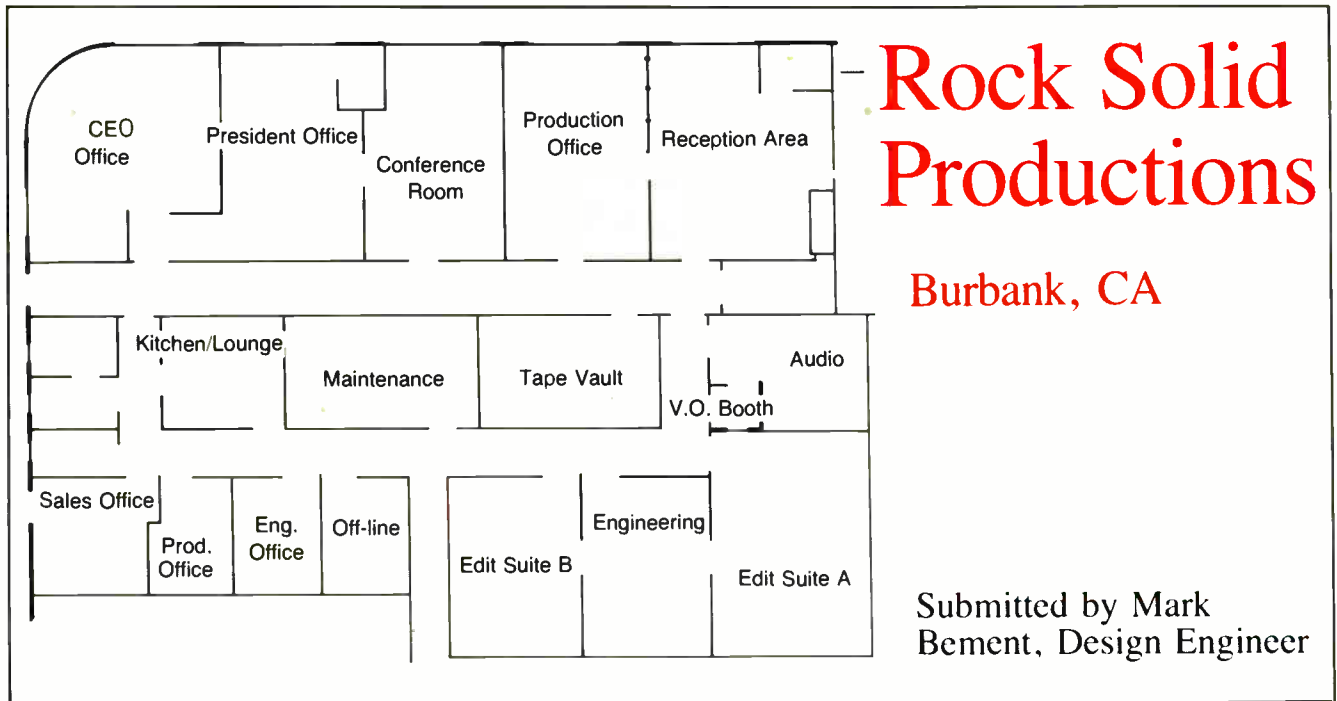 Rock Solid
Productions
Burbank, CA
CEO
Office
President Office
Conference
Room
Production
Office
Reception Area
Kitchen/Lounge
Maintenance
Tape Vault
V.O. Booth
Audio
Sales Office
Prod.
Office
Eng.
Office
Off-line
Edit Suite B
Engineering
Edit Suite A
Submitted by Mark
Bement, Design Engineer